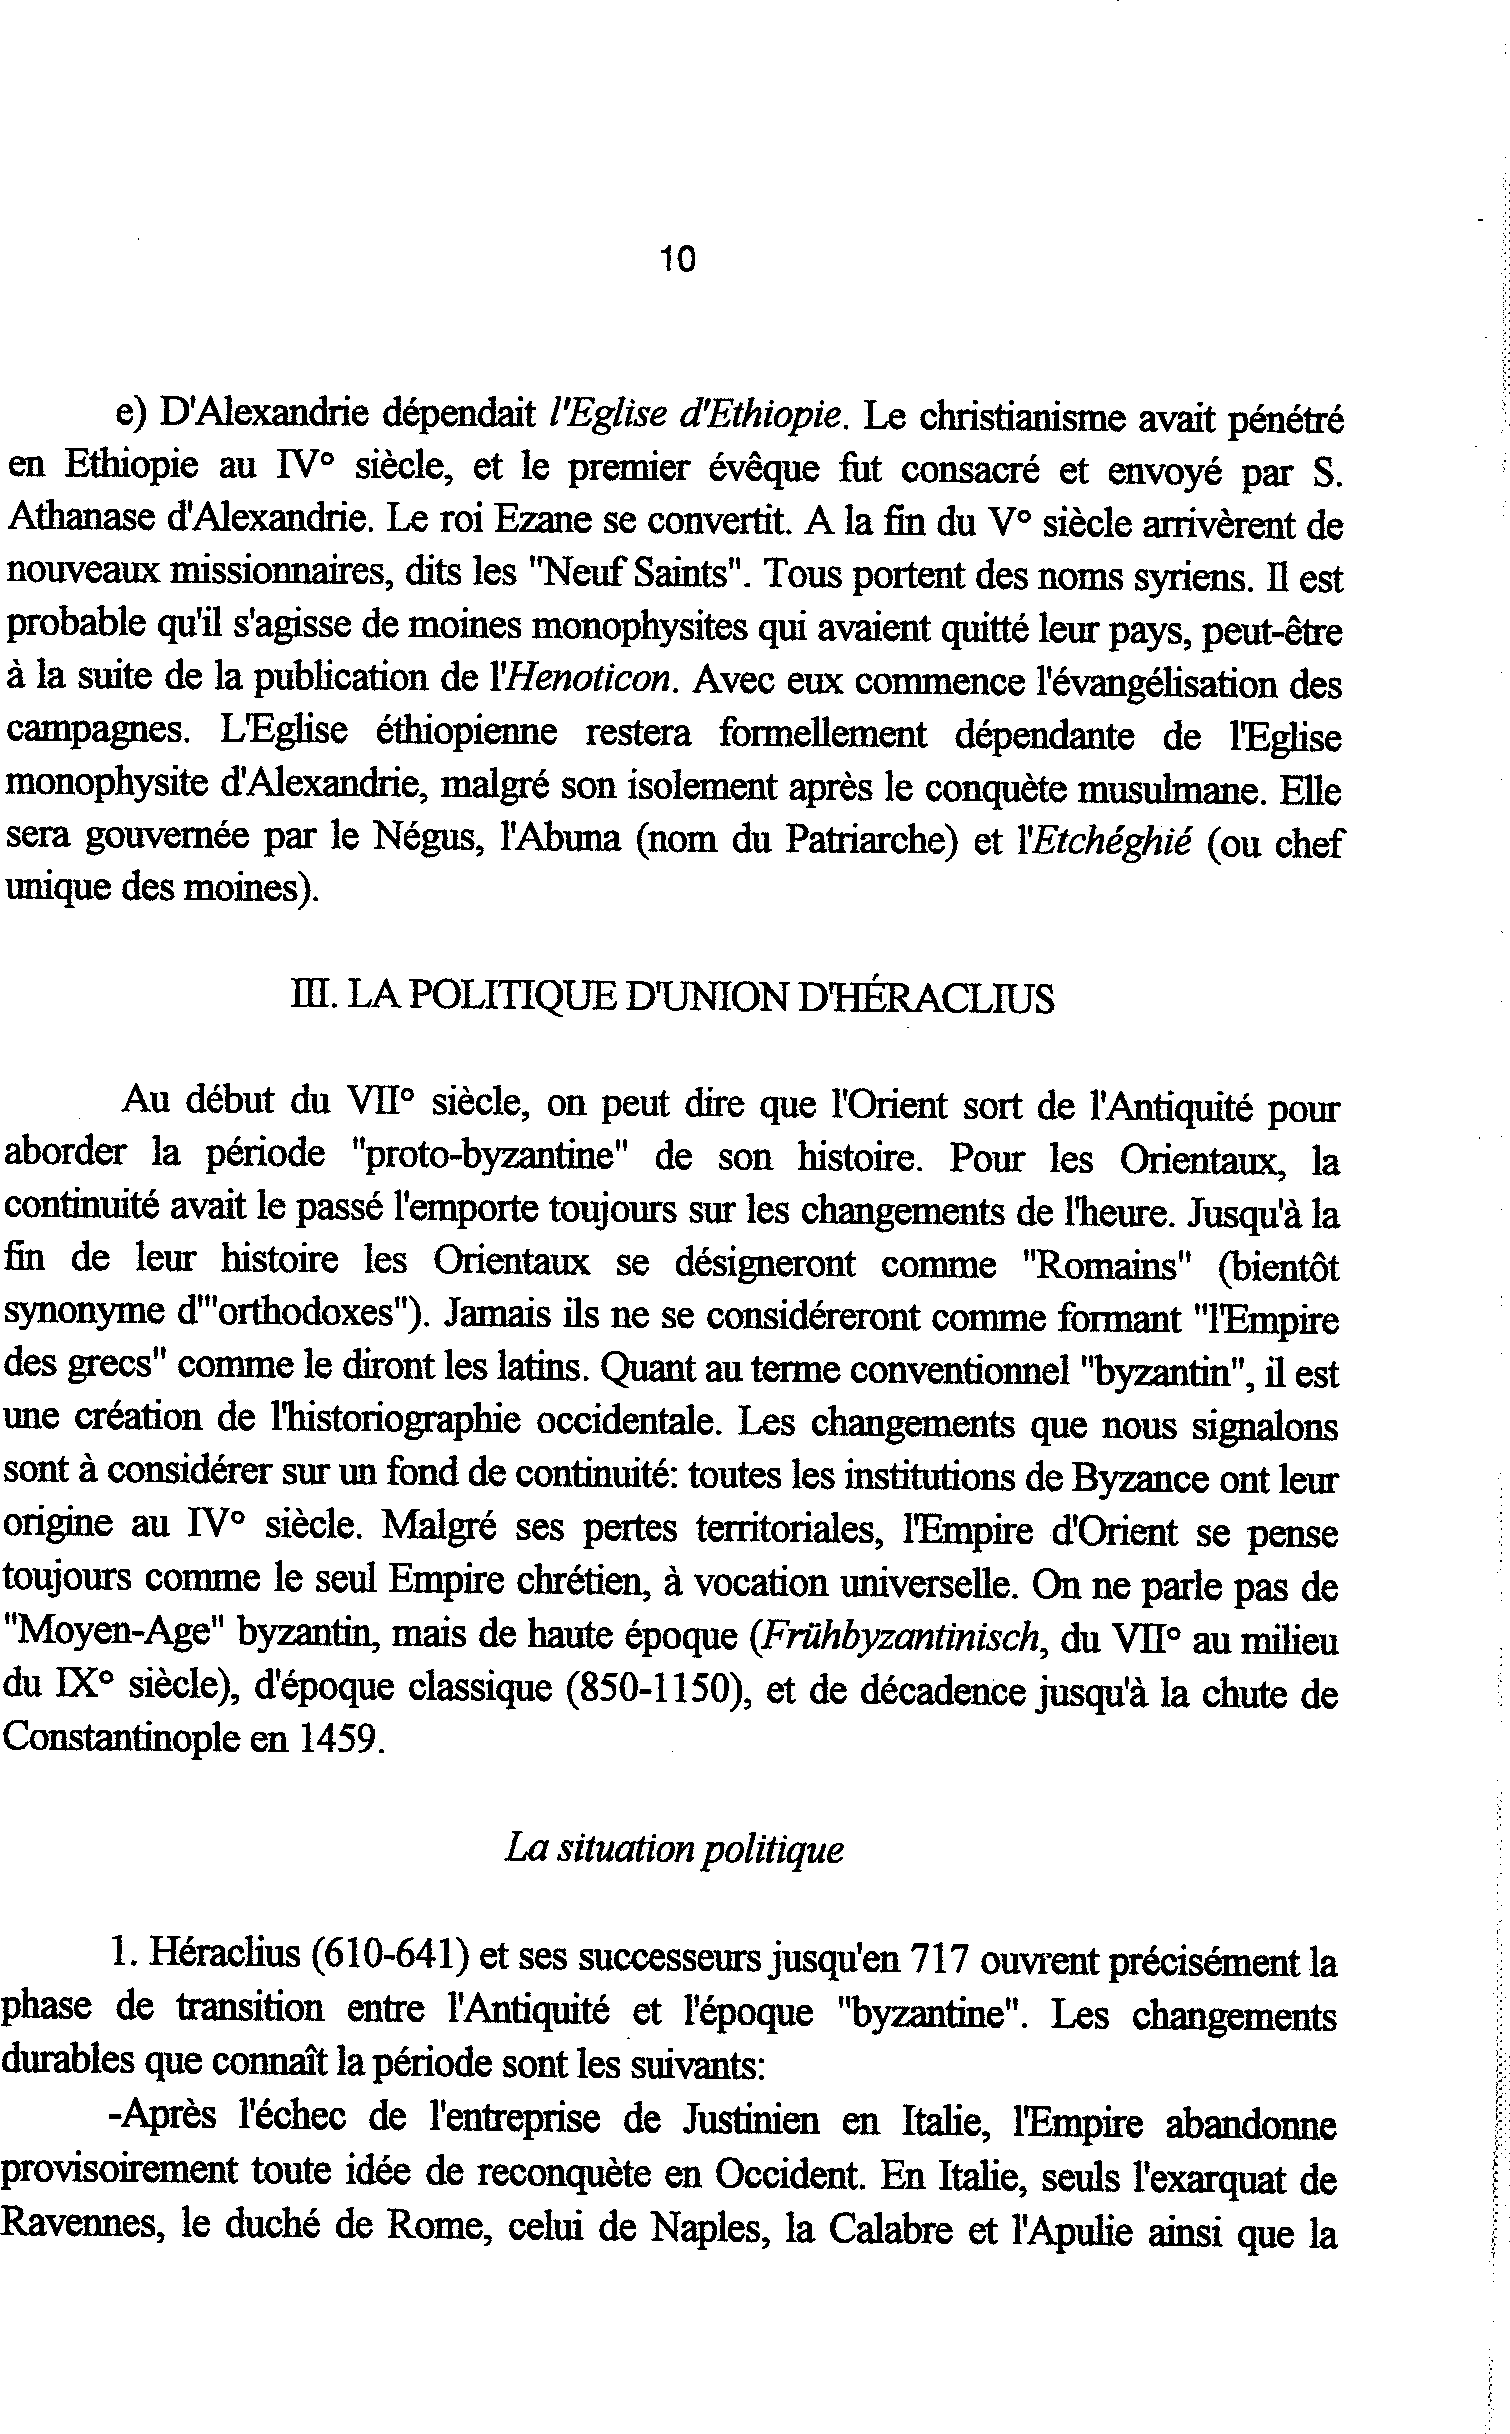 10
e) D'Alexandrie dépendait l'Eglise d'Ethiopie. Le christianisme avait pénétré
en Ethiopie au IV° siècle, et le premier évêque fut consacré et envoyé par S.
Athanase d'Alexandrie. Le roi Ezane se convertit. A la fin du V° siècle arrivèrent de
nouveaux missionnaires, dits les "Neuf Saints". Tous portent des noms syriens. Il est
probable qu'il s'agisse de moines monophysites qui avaient quitté leur pays, peut-être
à la suite de la publication de l'Henoticon. Avec eux commence l'évangélisation des
campagnes. L'Eglise éthiopienne restera formellement dépendante de l'Eglise
monophysite d'Alexandrie, malgré son isolement après le conquète musulmane. Elle
sera gouvernée par le Négus, l'Abuna (nom du Patriarche) et l'Etchéghié (ou chef
unique des moines).
III. LA POLITIQUE D'UNION D'HÉRACLIUS
Au début du VII° siècle, on peut dire que l'Orient sort de l'Antiquité pour
aborder la période "proto-byzantine" de son histoire. Pour les Orientaux, la
continuité avait le passé l'emporte toujours sur les changements de l'heure. Jusqu'à la
fin de leur histoire les Orientaux se désigneront comme "Romains" (bientôt
synonyme d'"orthodoxes"). Jamais ils ne se considéreront comme formant "l'Empire
des grecs" comme le diront les latins. Quant au terme conventionnel "byzantin", il est
une création de l'historiographie occidentale. Les changements que nous signalons
sont à considérer sur un fond de continuité: toutes les institutions de Byzance ont leur
origine au IV° siècle. Malgré ses pertes territoriales, l'Empire d'Orient se pense
toujours comme le seul Empire chrétien, à vocation universelle. On ne parle pas de
"Moyen-Age" byzantin, mais de haute époque (Frühbyzantinisch, du VII° au milieu
du IX° siècle), d'époque classique (850-1150), et de décadence jusqu'à la chute de
Constantinople en 1459.
La situation politique
1. Héraclius (610-641) et ses successeurs jusqu'en 717 ouvrent précisément la
phase de transition entre l'Antiquité et l'époque "byzantine". Les changements
durables que connaît la période sont les suivants:
-Après l'échec de l'entreprise de Justinien en Italie, l'Empire abandonne
provisoirement toute idée de reconquète en Occident. En Italie, seuls l'exarquat de
Ravennes, le duché de Rome, celui de Naples, la Calabre et l'Apulie ainsi que la